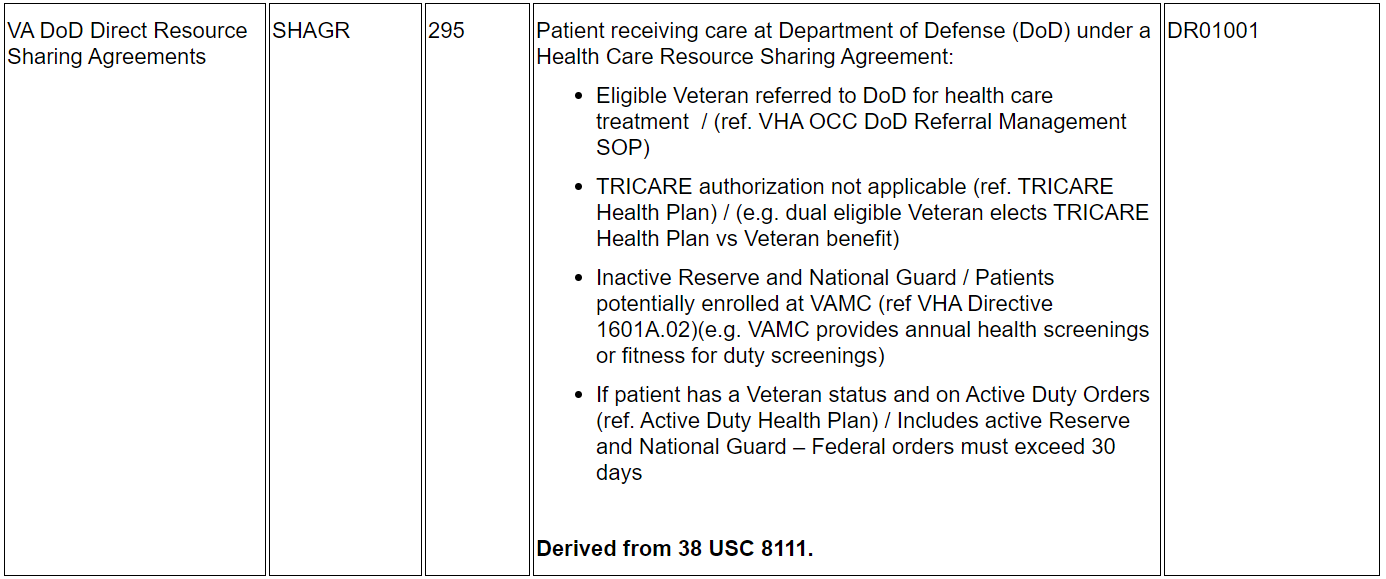 VA DoD Direct Resource
Sharing Agreements
SHAGR
295
Patient receiving care at Department of Defense (DoD) under a
Health Care Resource Sharing Agreement:
• Eligible Veteran referred to DoD for health care
treatment  / (ref. VHA OCC DoD Referral Management
SOP)
• TRICARE authorization not applicable (ref. TRICARE
Health Plan) / (e.g. dual eligible Veteran elects TRICARE
Health Plan vs Veteran benefit)
• Inactive Reserve and National Guard / Patients
potentially enrolled at VAMC (ref VHA Directive
1601A.02)(e.g. VAMC provides annual health screenings
or fitness for duty screenings)
• If patient has a Veteran status and on Active Duty Orders
(ref. Active Duty Health Plan) / Includes active Reserve
and National Guard – Federal orders must exceed 30
days
Derived from 38 USC 8111.
DR01001